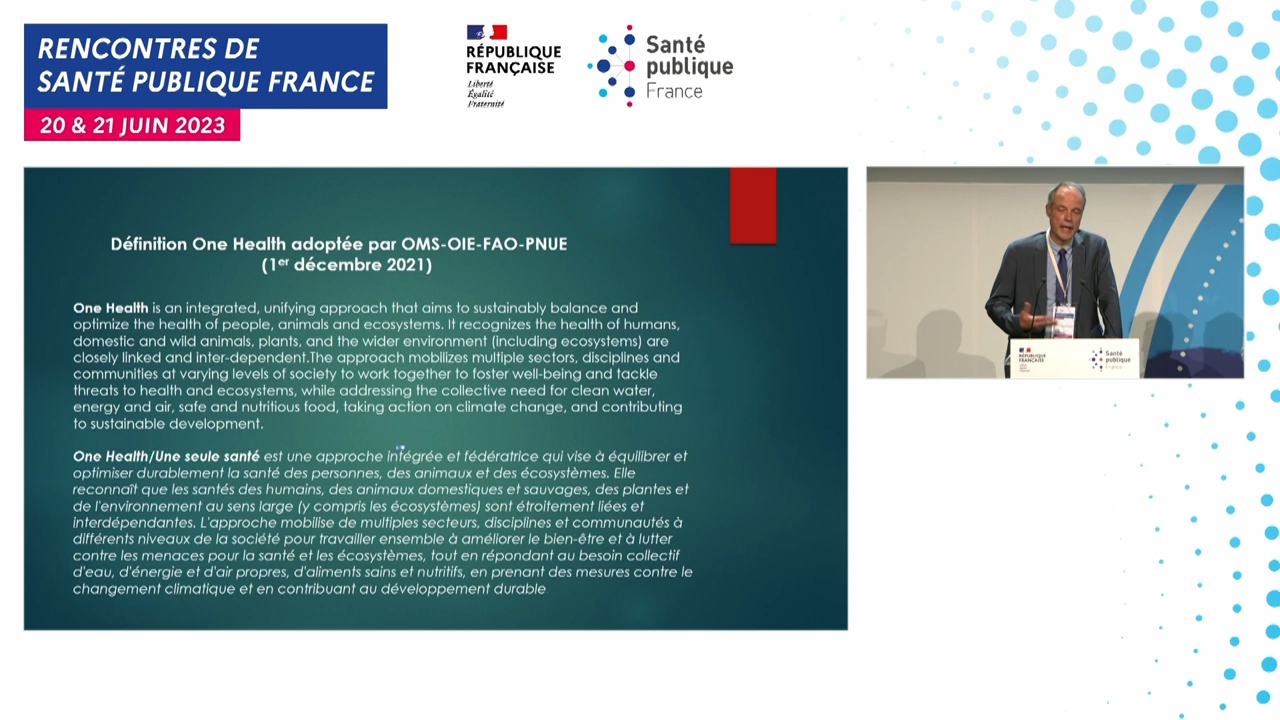 RENCONTRES DE
SANTÉ PUBLIQUE FRANCE
20 & 21 JUIN 2023
RÉPUBLIQUE
FRANÇAISE
Liberté
Égalité
Fraternité
Santé
publique
France
Définition One Health adoptée par OMS-OIE-FAO-PNUE
(1er décembre 2021)
One Health is an integrated, unifying approach that aims to sustainably balance and
optimize the health of people, animals and ecosystems. It recognizes the health of humans,
domestic and wild animals, plants, and the wider environment (including ecosystems) are
closely linked and inter-dependent.The approach mobilizes multiple sectors, disciplines and
communities at varying levels of society to work together to foster well-being and tackle
threats to health and ecosystems, while addressing the collective need for clean water,
energy and air, safe and nutritious food, taking action on climate change, and contributing
to sustainable development.
One Health/Une seule santé est une approche intégrée et fédératrice qui vise à équilibrer et
optimiser durablement la santé des personnes, des animaux et des écosystèmes. Elle
reconnaît que les santés des humains, des animaux domestiques et sauvages, des plantes et
de l'environnement au sens large (y compris les écosystèmes) sont étroitement liées et
interdépendantes. L'approche mobilise de multiples secteurs, disciplines et communautés à
différents niveaux de la société pour travailler ensemble à améliorer le bien-être et à lutter
contre les menaces pour la santé et les écosystèmes, tout en répondant au besoin collectif
d'eau, d'énergie et d'air propres, d'aliments sains et nutritifs, en prenant des mesures contre le
changement climatique et en contribuant au développement durable
RÉPUBLIQUE
FRANÇAISE
Santé
publique
France